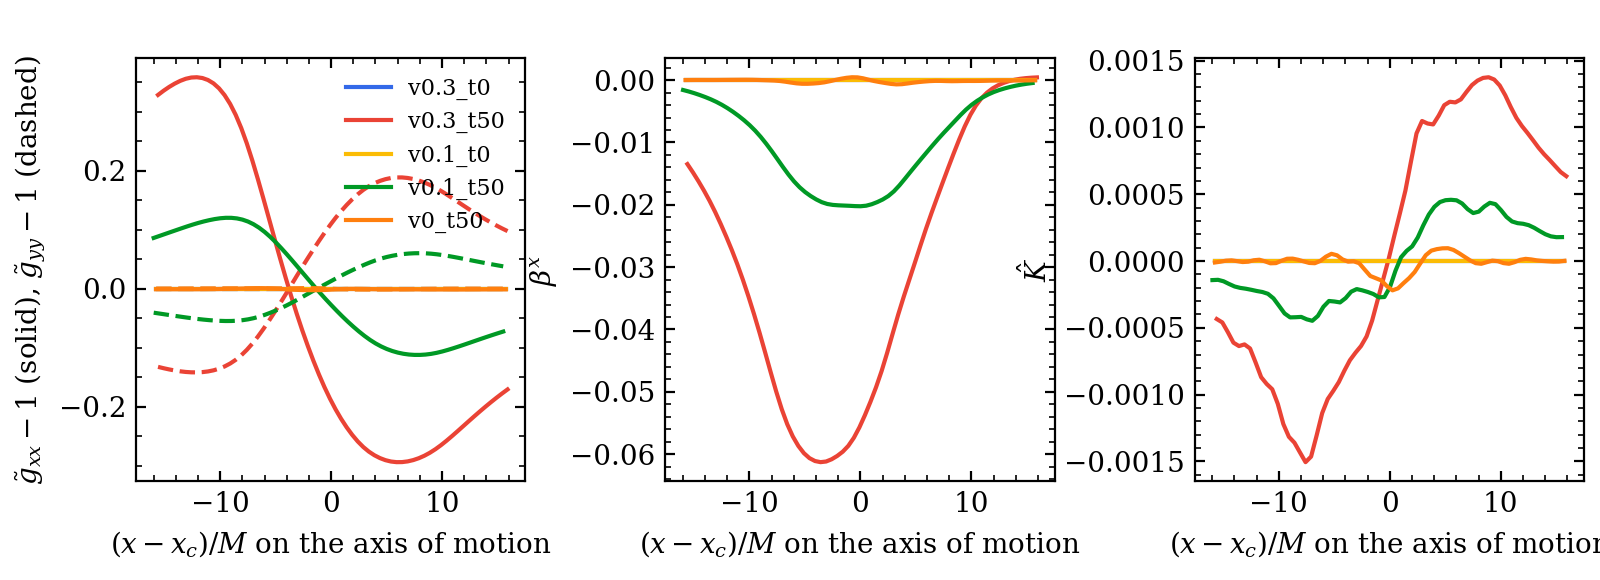 g̃xx − 1 (solid), g̃yy − 1 (dashed)
0.2
0.0
−0.2
−10
0
10
(x − xc)/M on the axis of motion
v0.3_t0
v0.3_t50
v0.1_t0
v0.1_t50
v0_t50
βˣ
0.00
−0.01
−0.02
−0.03
−0.04
−0.05
−0.06
−10
0
10
(x − xc)/M on the axis of motion
K̂
0.0015
0.0010
0.0005
0.0000
−0.0005
−0.0010
−0.0015
−10
0
10
(x − xc)/M on the axis of motion